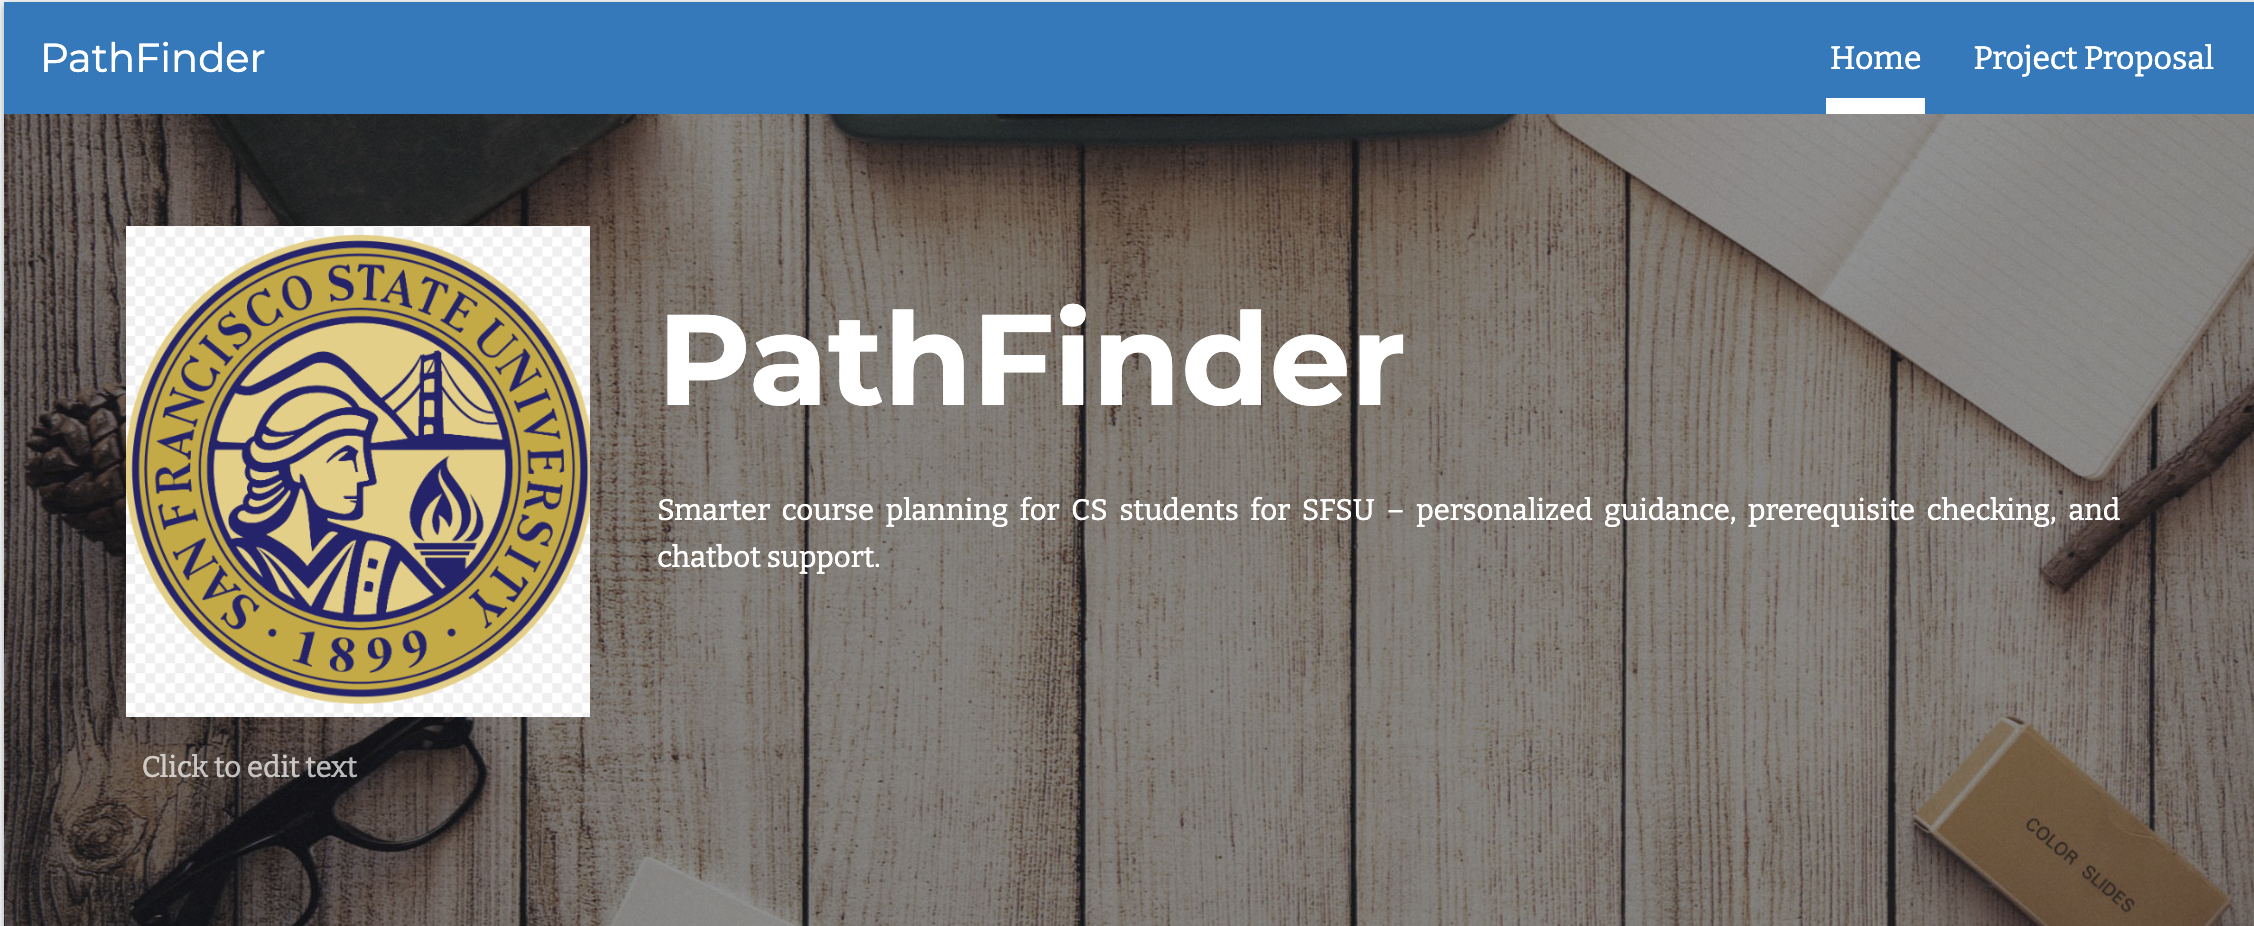 PathFinder
Home
Project Proposal
SAN FRANCISCO STATE UNIVERSITY
· 1899 ·
PathFinder
Smarter course planning for CS students for SFSU – personalized guidance, prerequisite checking, and
chatbot support.
Click to edit text
COLOR SLIDES